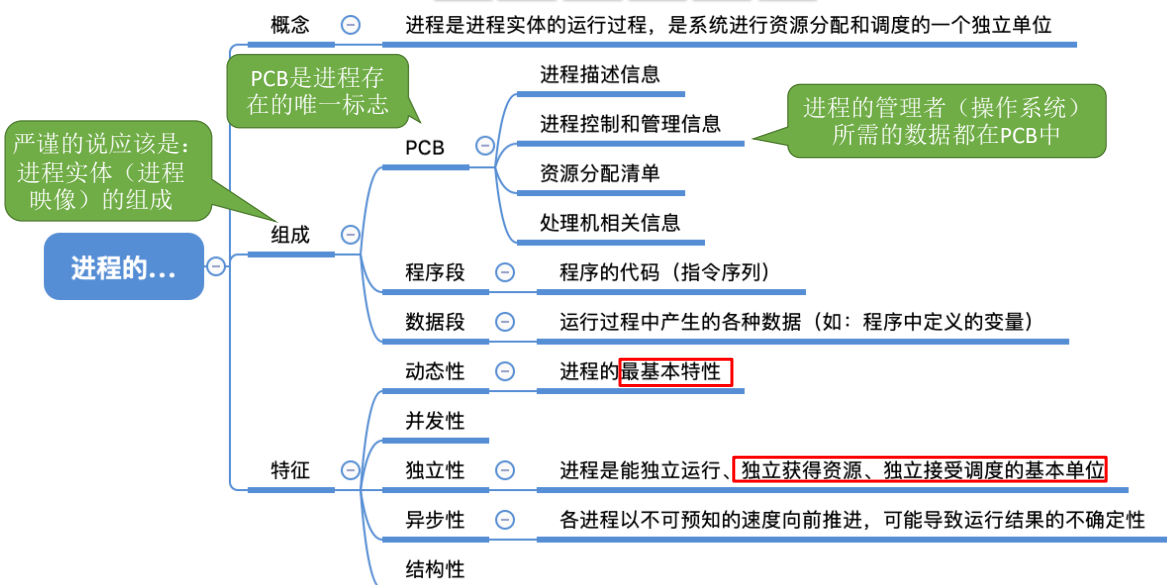 概念
进程是进程实体的运行过程，是系统进行资源分配和调度的一个独立单位
PCB是进程存
在的唯一标志
进程描述信息
进程控制和管理信息
进程的管理者（操作系统）
所需的数据都在PCB中
PCB
严谨的说应该是：
进程实体（进程
映像）的组成
资源分配清单
处理机相关信息
组成
进程的...
程序段
程序的代码（指令序列）
数据段
运行过程中产生的各种数据（如：程序中定义的变量）
动态性
进程的最基本特性
并发性
特征
独立性
进程是能独立运行、独立获得资源、独立接受调度的基本单位
异步性
各进程以不可预知的速度向前推进，可能导致运行结果的不确定性
结构性